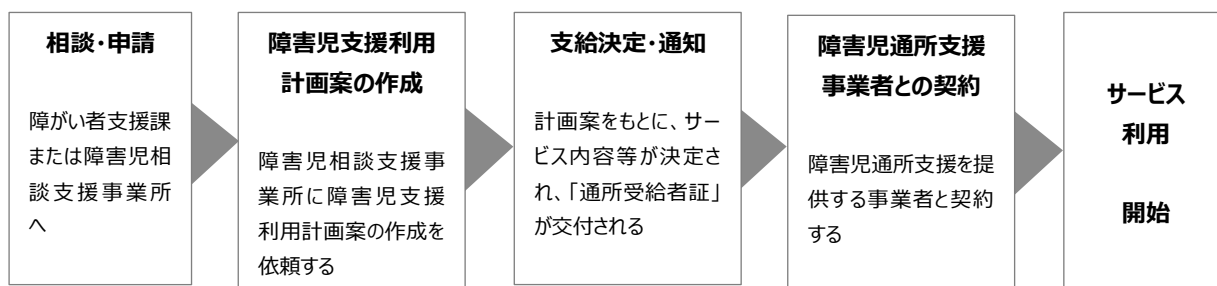 相談・申請
障がい者支援課
または障害児相
談支援事業所
へ
障害児支援利用
計画案の作成
障害児相談支援事
業所に障害児支援
利用計画案の作成を
依頼する
支給決定・通知
計画案をもとに、サー
ビス内容等が決定さ
れ、「通所受給者証」
が交付される
障害児通所支援
事業者との契約
障害児通所支援を提
供する事業者と契約
する
サービス
利用
開始